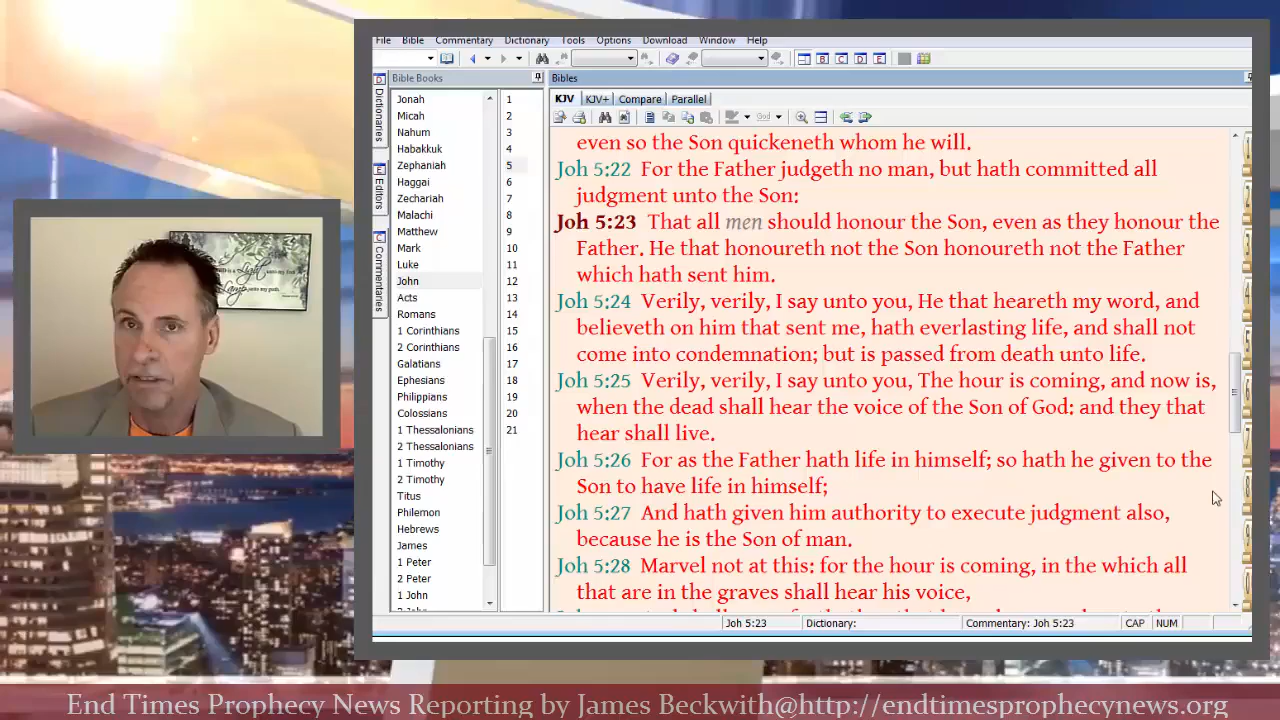 File Bible Commentary Dictionary Tools Options Download Window Help
Bible Books
Bibles
KJV KJV+ Compare Parallel
Dictionaries
Editors
Commentaries
Jonah
Micah
Nahum
Habakkuk
Zephaniah
Haggai
Zechariah
Malachi
Matthew
Mark
Luke
John
Acts
Romans
1 Corinthians
2 Corinthians
Galatians
Ephesians
Philippians
Colossians
1 Thessalonians
2 Thessalonians
1 Timothy
2 Timothy
Titus
Philemon
Hebrews
James
1 Peter
2 Peter
1 John
1
2
3
4
5
6
7
8
9
10
11
12
13
14
15
16
17
18
19
20
21
even so the Son quickeneth whom he will.
Joh 5:22 For the Father judgeth no man, but hath committed all
judgment unto the Son:
Joh 5:23 That all men should honour the Son, even as they honour the
Father. He that honoureth not the Son honoureth not the Father
which hath sent him.
Joh 5:24 Verily, verily, I say unto you, He that heareth my word, and
believeth on him that sent me, hath everlasting life, and shall not
come into condemnation; but is passed from death unto life.
Joh 5:25 Verily, verily, I say unto you, The hour is coming, and now is,
when the dead shall hear the voice of the Son of God: and they that
hear shall live.
Joh 5:26 For as the Father hath life in himself; so hath he given to the
Son to have life in himself;
Joh 5:27 And hath given him authority to execute judgment also,
because he is the Son of man.
Joh 5:28 Marvel not at this: for the hour is coming, in the which all
that are in the graves shall hear his voice,
Joh 5:23 Dictionary: Commentary: Joh 5:23 CAP NUM
End Times Prophecy News Reporting by James Beckwith@http://endtimesprophecynews.org